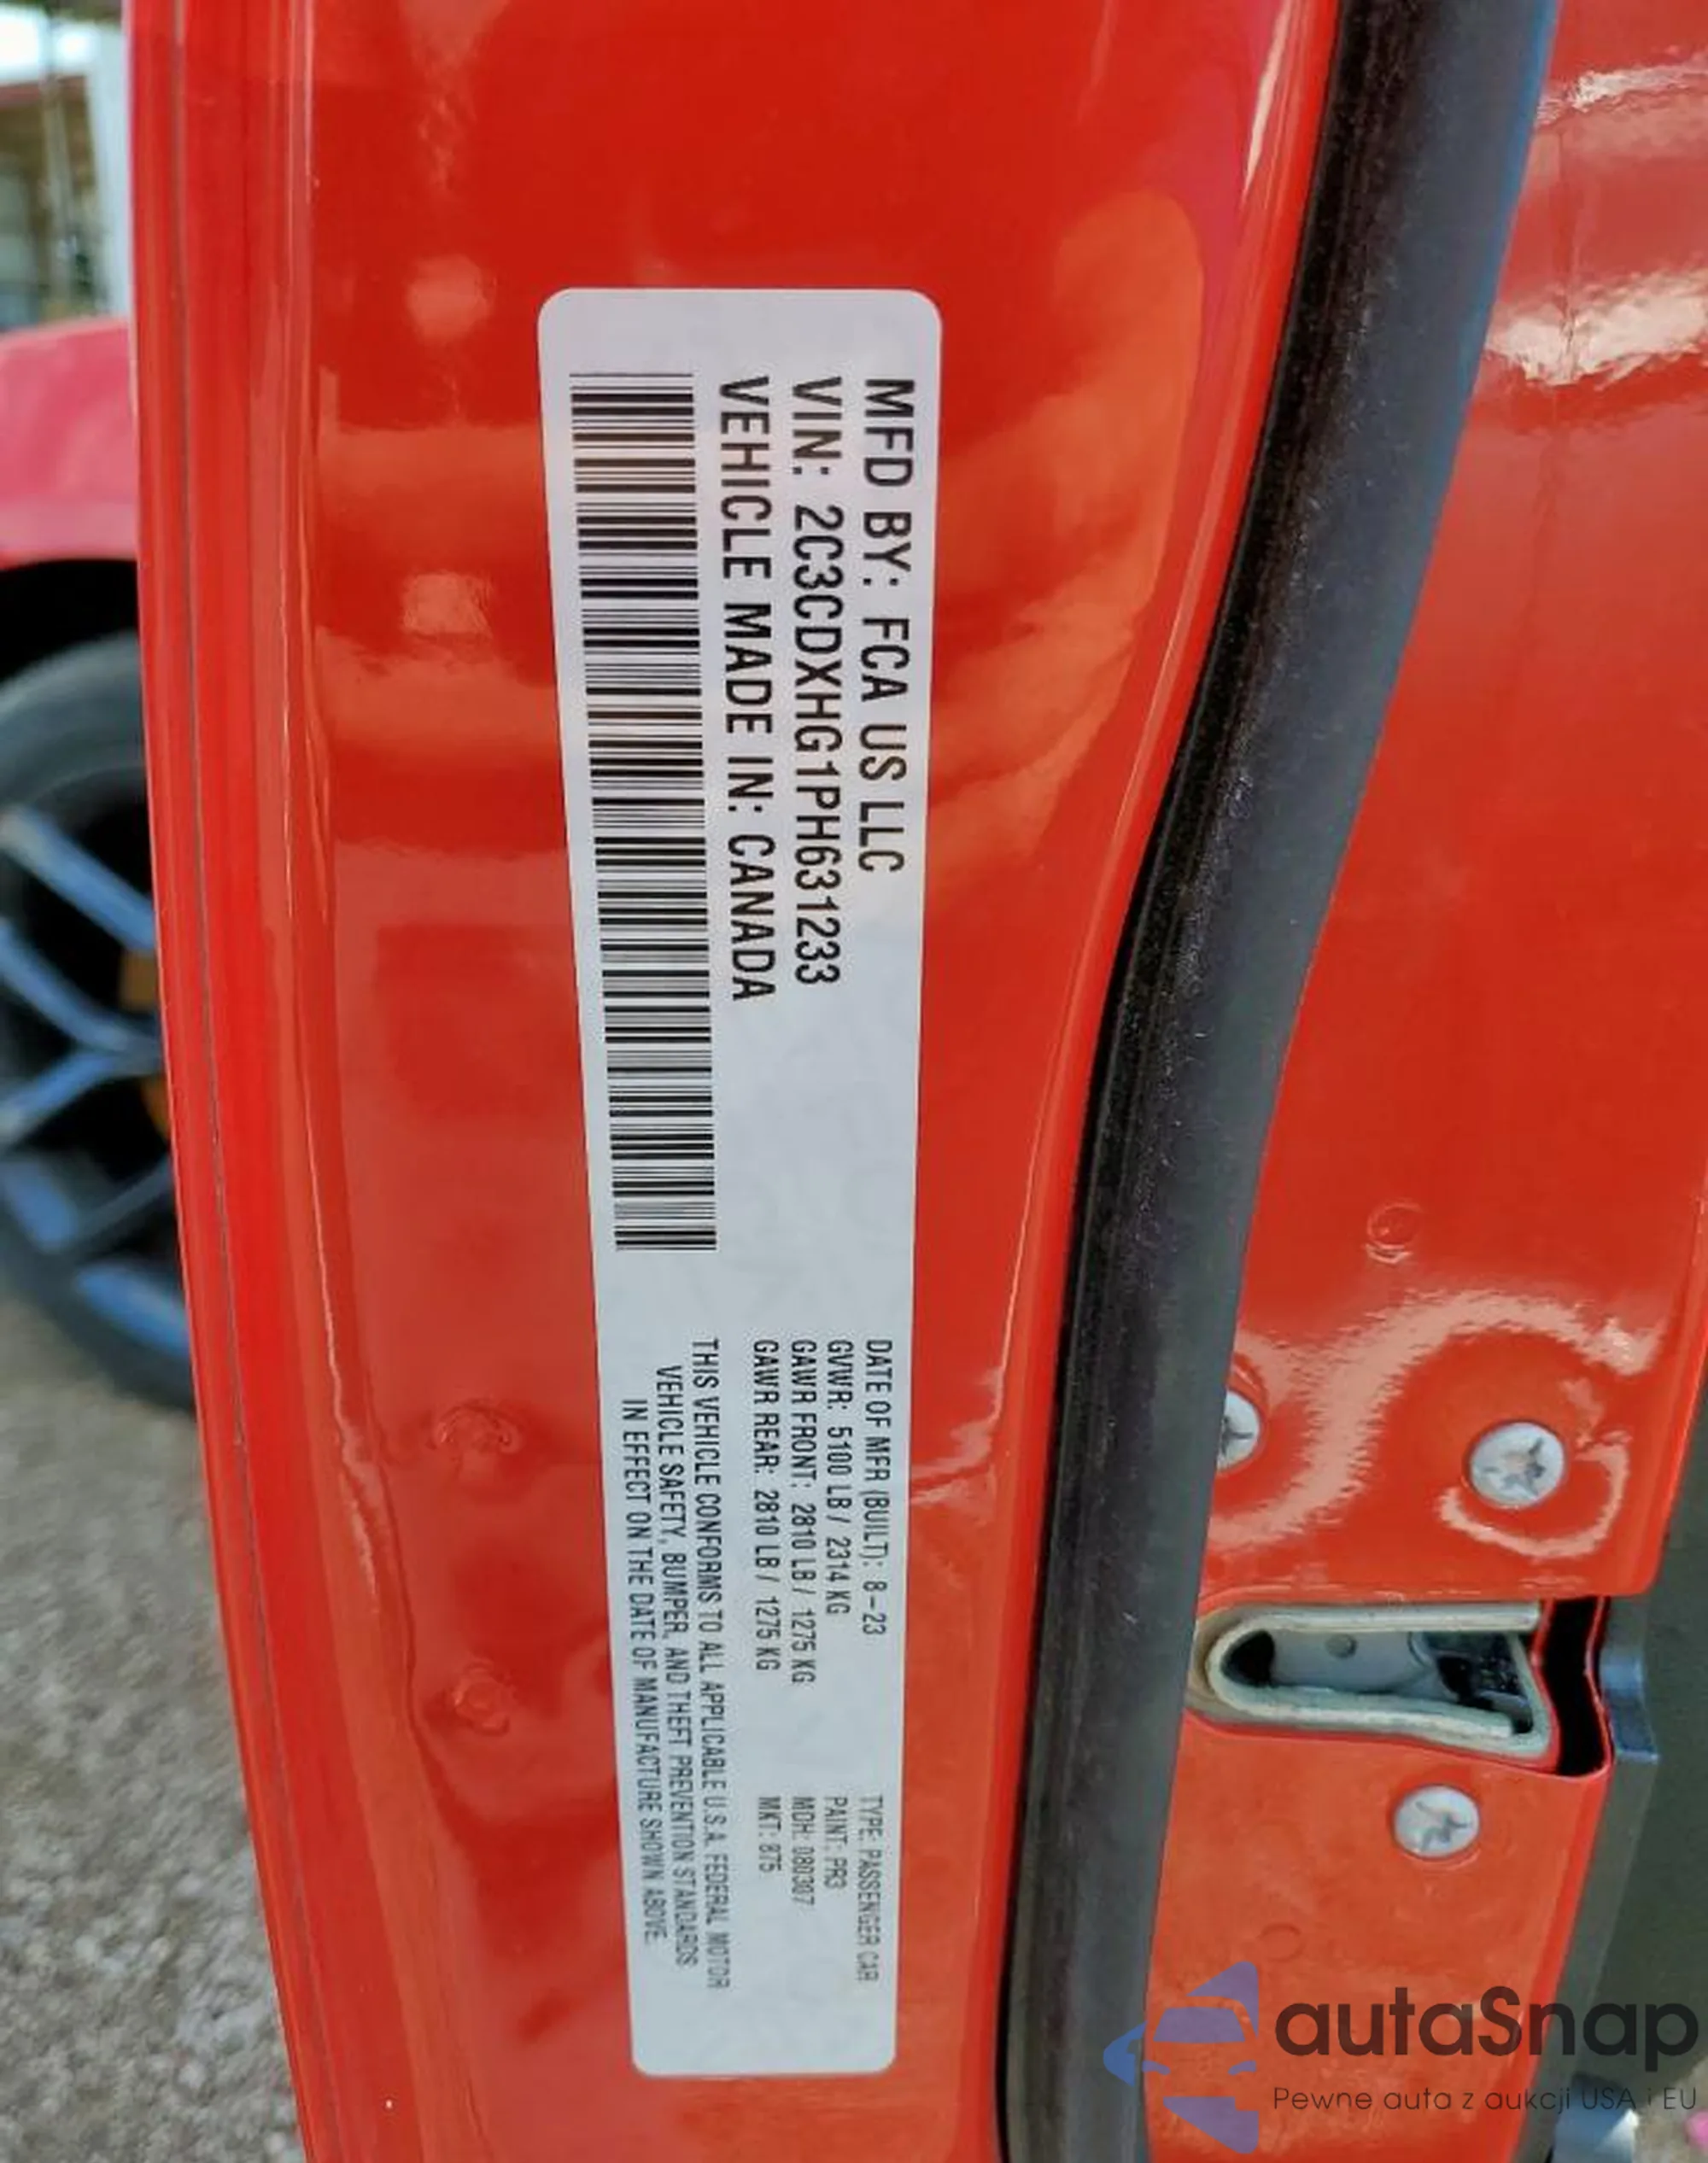 MFD BY: FCA US LLC
VIN: 2C3CDXHG1PH631233
VEHICLE MADE IN: CANADA
DATE OF MFR (BUILT): 8-23
GVWR: 5100 LB / 2314 KG
GAWR FRONT: 2810 LB / 1275 KG
GAWR REAR: 2810 LB / 1275 KG
TYPE: PASSENGER CAR
PAINT: PR3
MDH: 080307
MKT: 875
THIS VEHICLE CONFORMS TO ALL APPLICABLE U.S.A. FEDERAL MOTOR
VEHICLE SAFETY, BUMPER, AND THEFT PREVENTION STANDARDS
IN EFFECT ON THE DATE OF MANUFACTURE SHOWN ABOVE.
autaSnap
Pewne auta z aukcji USA i EU